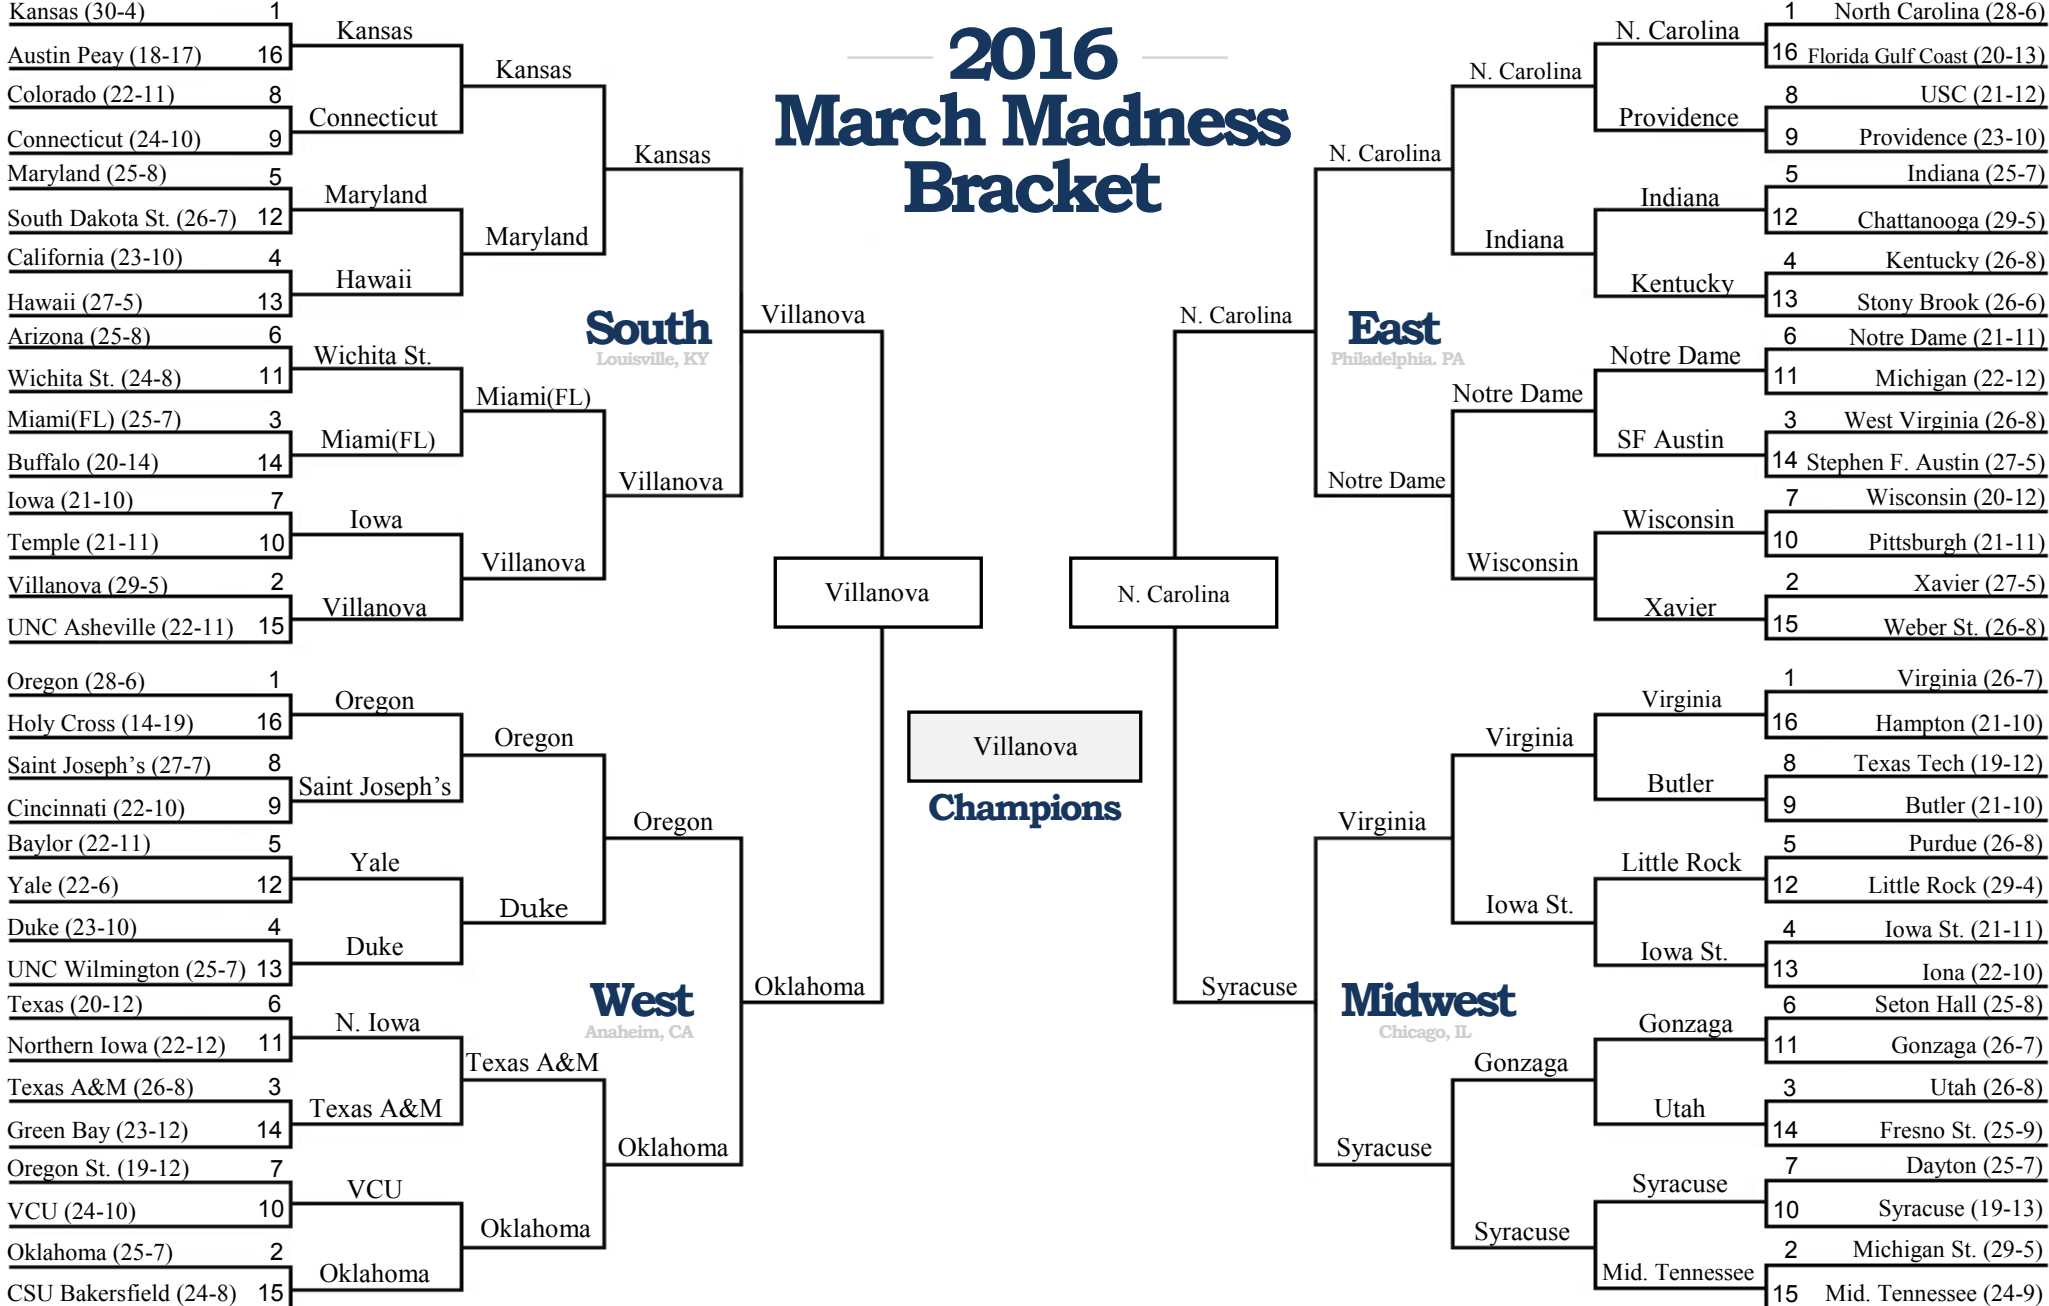 2016
March Madness
Bracket
Kansas (30-4) 1
Austin Peay (18-17) 16
Colorado (22-11) 8
Connecticut (24-10) 9
Maryland (25-8) 5
South Dakota St. (26-7) 12
California (23-10) 4
Hawaii (27-5) 13
Arizona (25-8) 6
Wichita St. (24-8) 11
Miami(FL) (25-7) 3
Buffalo (20-14) 14
Iowa (21-10) 7
Temple (21-11) 10
Villanova (29-5) 2
UNC Asheville (22-11) 15
Kansas
Connecticut
Maryland
Hawaii
Wichita St.
Miami(FL)
Iowa
Villanova
Kansas
Maryland
Miami(FL)
Villanova
Kansas
Villanova
South
Louisville, KY
Villanova
Oregon (28-6) 1
Holy Cross (14-19) 16
Saint Joseph’s (27-7) 8
Cincinnati (22-10) 9
Baylor (22-11) 5
Yale (22-6) 12
Duke (23-10) 4
UNC Wilmington (25-7) 13
Texas (20-12) 6
Northern Iowa (22-12) 11
Texas A&M (26-8) 3
Green Bay (23-12) 14
Oregon St. (19-12) 7
VCU (24-10) 10
Oklahoma (25-7) 2
CSU Bakersfield (24-8) 15
Oregon
Saint Joseph’s
Yale
Duke
N. Iowa
Texas A&M
VCU
Oklahoma
Oregon
Duke
Texas A&M
Oklahoma
Oregon
Oklahoma
West
Anaheim, CA
Oklahoma
Villanova
N. Carolina
Villanova
Champions
1 North Carolina (28-6)
16 Florida Gulf Coast (20-13)
8 USC (21-12)
9 Providence (23-10)
5 Indiana (25-7)
12 Chattanooga (29-5)
4 Kentucky (26-8)
13 Stony Brook (26-6)
6 Notre Dame (21-11)
11 Michigan (22-12)
3 West Virginia (26-8)
14 Stephen F. Austin (27-5)
7 Wisconsin (20-12)
10 Pittsburgh (21-11)
2 Xavier (27-5)
15 Weber St. (26-8)
N. Carolina
Providence
Indiana
Kentucky
Notre Dame
SF Austin
Wisconsin
Xavier
N. Carolina
Indiana
Notre Dame
Wisconsin
N. Carolina
Notre Dame
East
Philadelphia. PA
N. Carolina
1 Virginia (26-7)
16 Hampton (21-10)
8 Texas Tech (19-12)
9 Butler (21-10)
5 Purdue (26-8)
12 Little Rock (29-4)
4 Iowa St. (21-11)
13 Iona (22-10)
6 Seton Hall (25-8)
11 Gonzaga (26-7)
3 Utah (26-8)
14 Fresno St. (25-9)
7 Dayton (25-7)
10 Syracuse (19-13)
2 Michigan St. (29-5)
15 Mid. Tennessee (24-9)
Virginia
Butler
Little Rock
Iowa St.
Gonzaga
Utah
Syracuse
Mid. Tennessee
Virginia
Iowa St.
Gonzaga
Syracuse
Virginia
Syracuse
Midwest
Chicago, IL
Syracuse